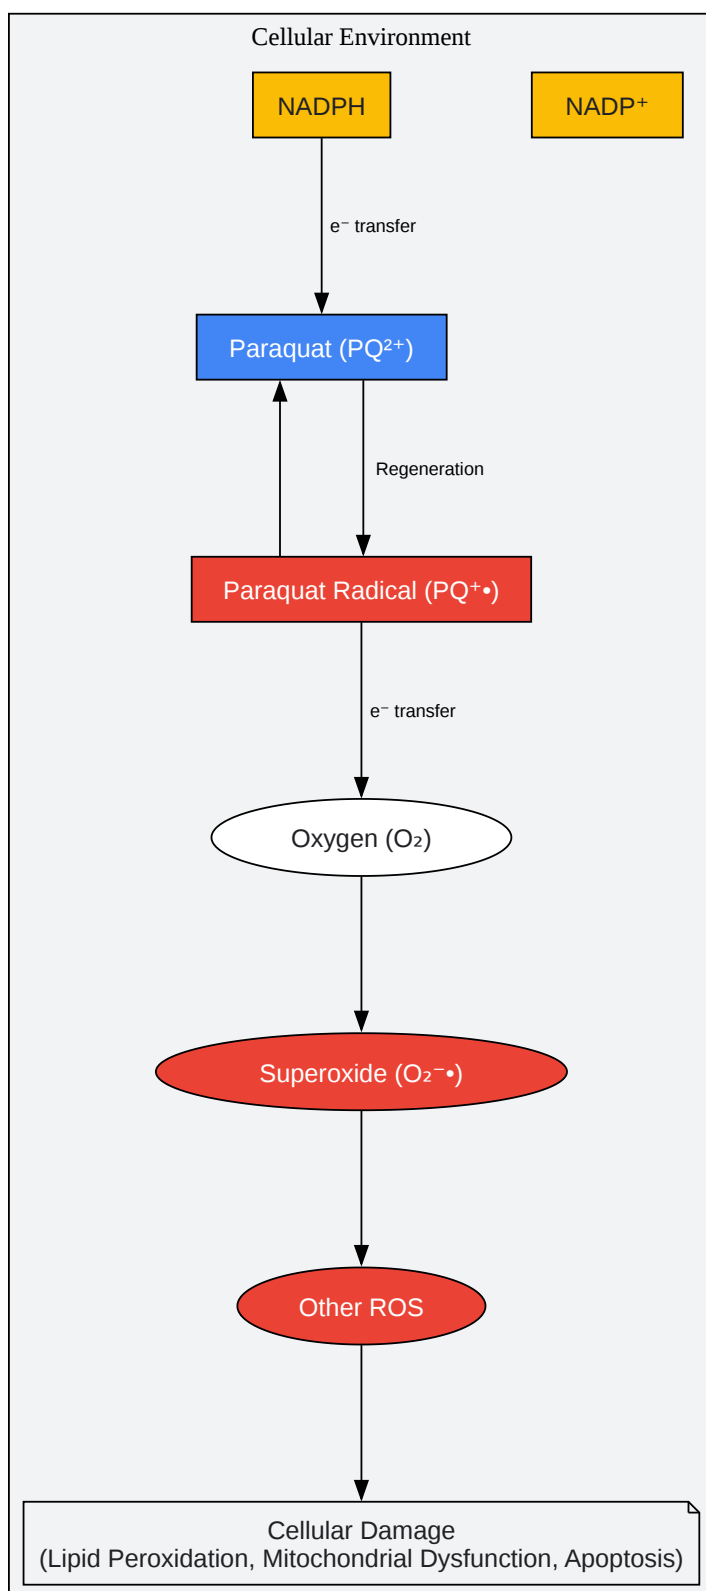 Cellular Environment
NADPH
NADP⁺
e⁻ transfer
Paraquat (PQ²⁺)
Regeneration
Paraquat Radical (PQ⁺•)
e⁻ transfer
Oxygen (O₂)
Superoxide (O₂⁻•)
Other ROS
Cellular Damage
(Lipid Peroxidation, Mitochondrial Dysfunction, Apoptosis)